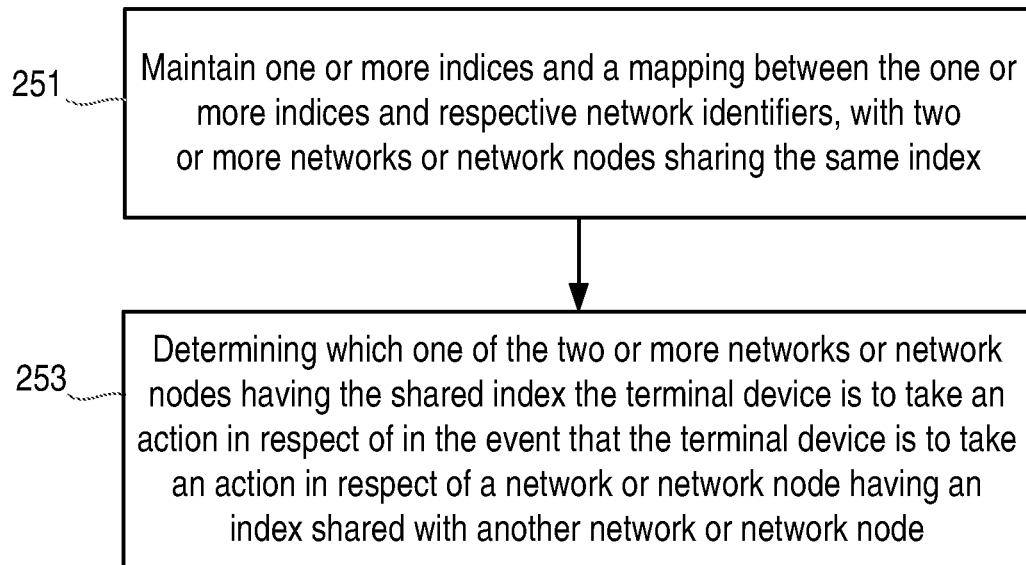 251
Maintain one or more indices and a mapping between the one or
more indices and respective network identifiers, with two
or more networks or network nodes sharing the same index
253
Determining which one of the two or more networks or network
nodes having the shared index the terminal device is to take an
action in respect of in the event that the terminal device is to take
an action in respect of a network or network node having an
index shared with another network or network node